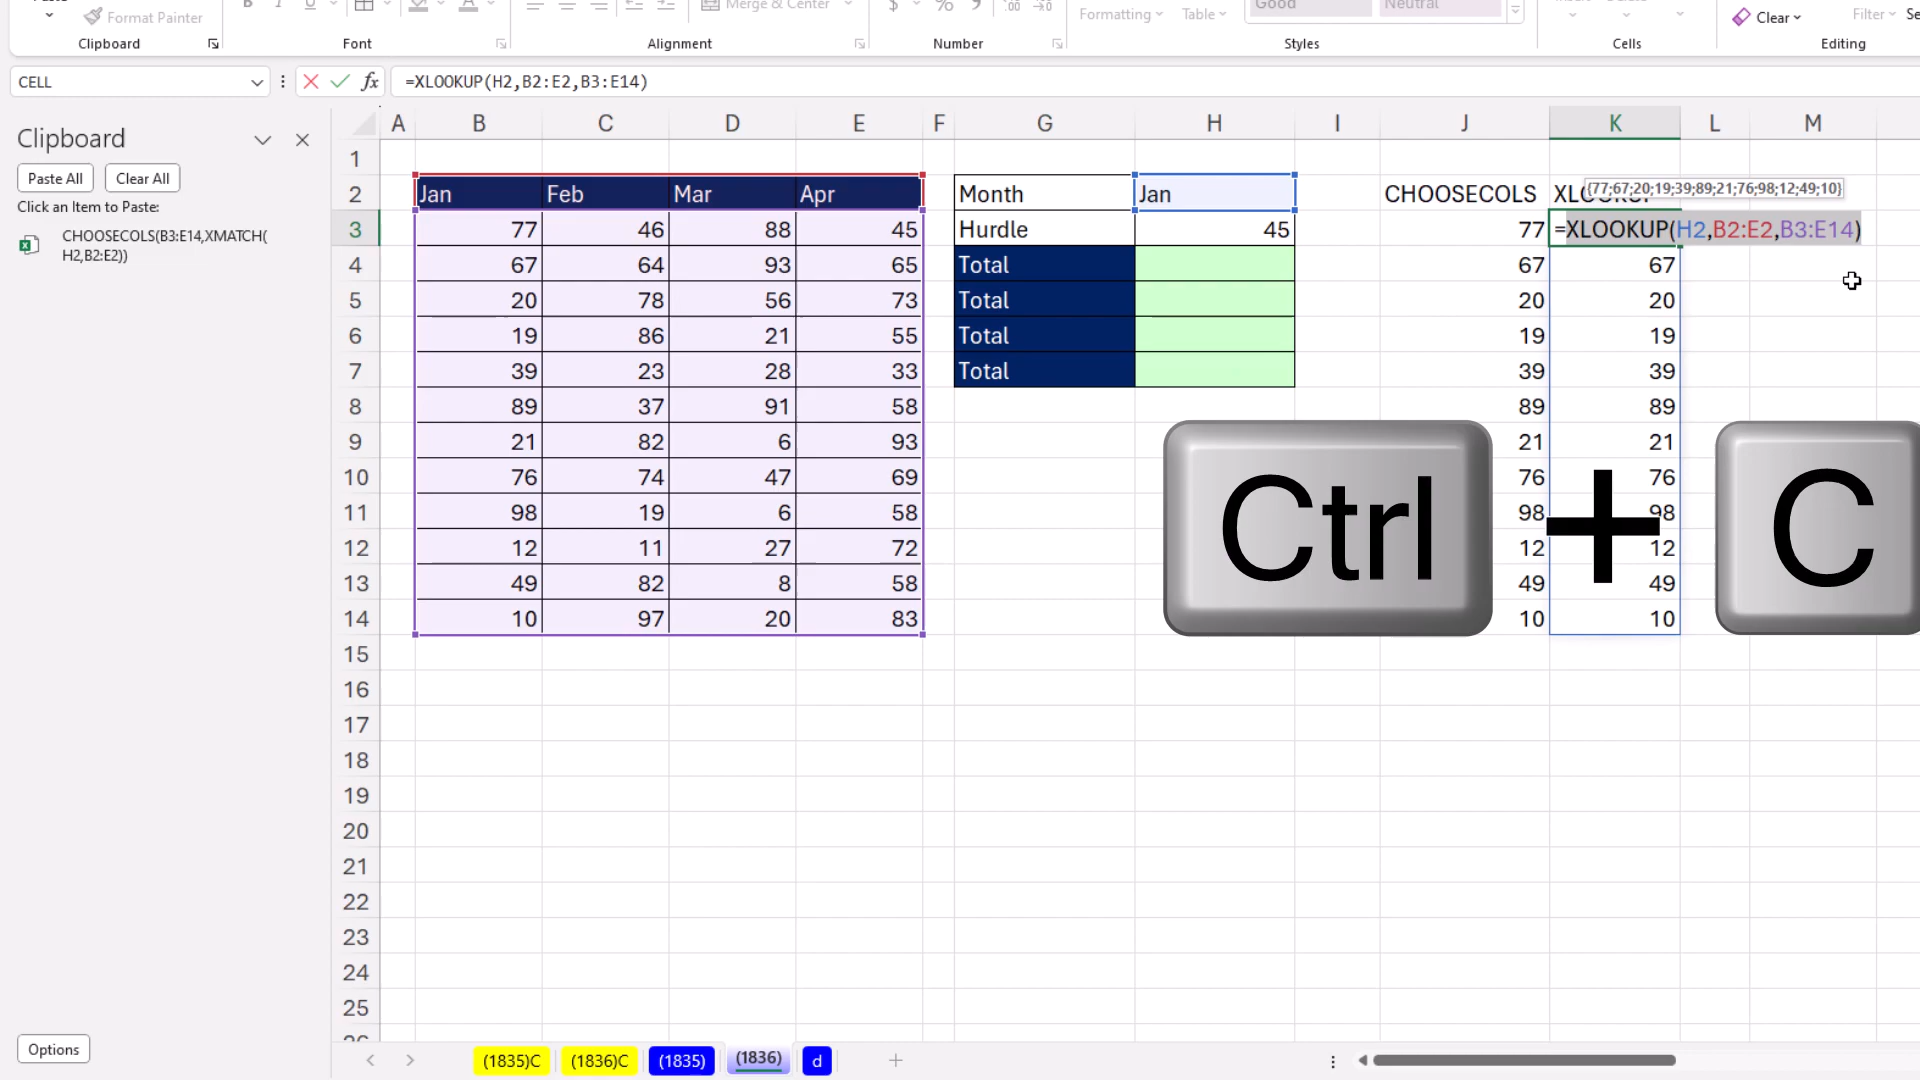 Format Painter
Merge & Center
$ % 9
Formatting Table
Good Neutral
Clear Filter
Clipboard Font Alignment Number Styles Cells Editing
CELL fx =XLOOKUP(H2,B2:E2,B3:E14)
Clipboard
Paste All Clear All
Click an Item to Paste:
CHOOSECOLS(B3:E14,XMATCH(
H2,B2:E2))
Options
A B C D E F G H I J K L M
1
2 Jan Feb Mar Apr Month Jan CHOOSECOLS {77;67;20;19;39;89;21;76;98;12;49;10}
3 77 46 88 45 Hurdle 45 77 =XLOOKUP(H2,B2:E2,B3:E14)
4 67 64 93 65 Total 67 67
5 20 78 56 73 Total 20 20
6 19 86 21 55 Total 19 19
7 39 23 28 33 Total 39 39
8 89 37 91 58 89 89
9 21 82 6 93 21 21
10 76 74 47 69 76 76
11 98 19 6 58 98 98
12 12 11 27 72 12 12
13 49 82 8 58 49 49
14 10 97 20 83 10 10
Ctrl + C
15
16
17
18
19
20
21
22
23
24
25
(1835)C (1836)C (1835) (1836) d